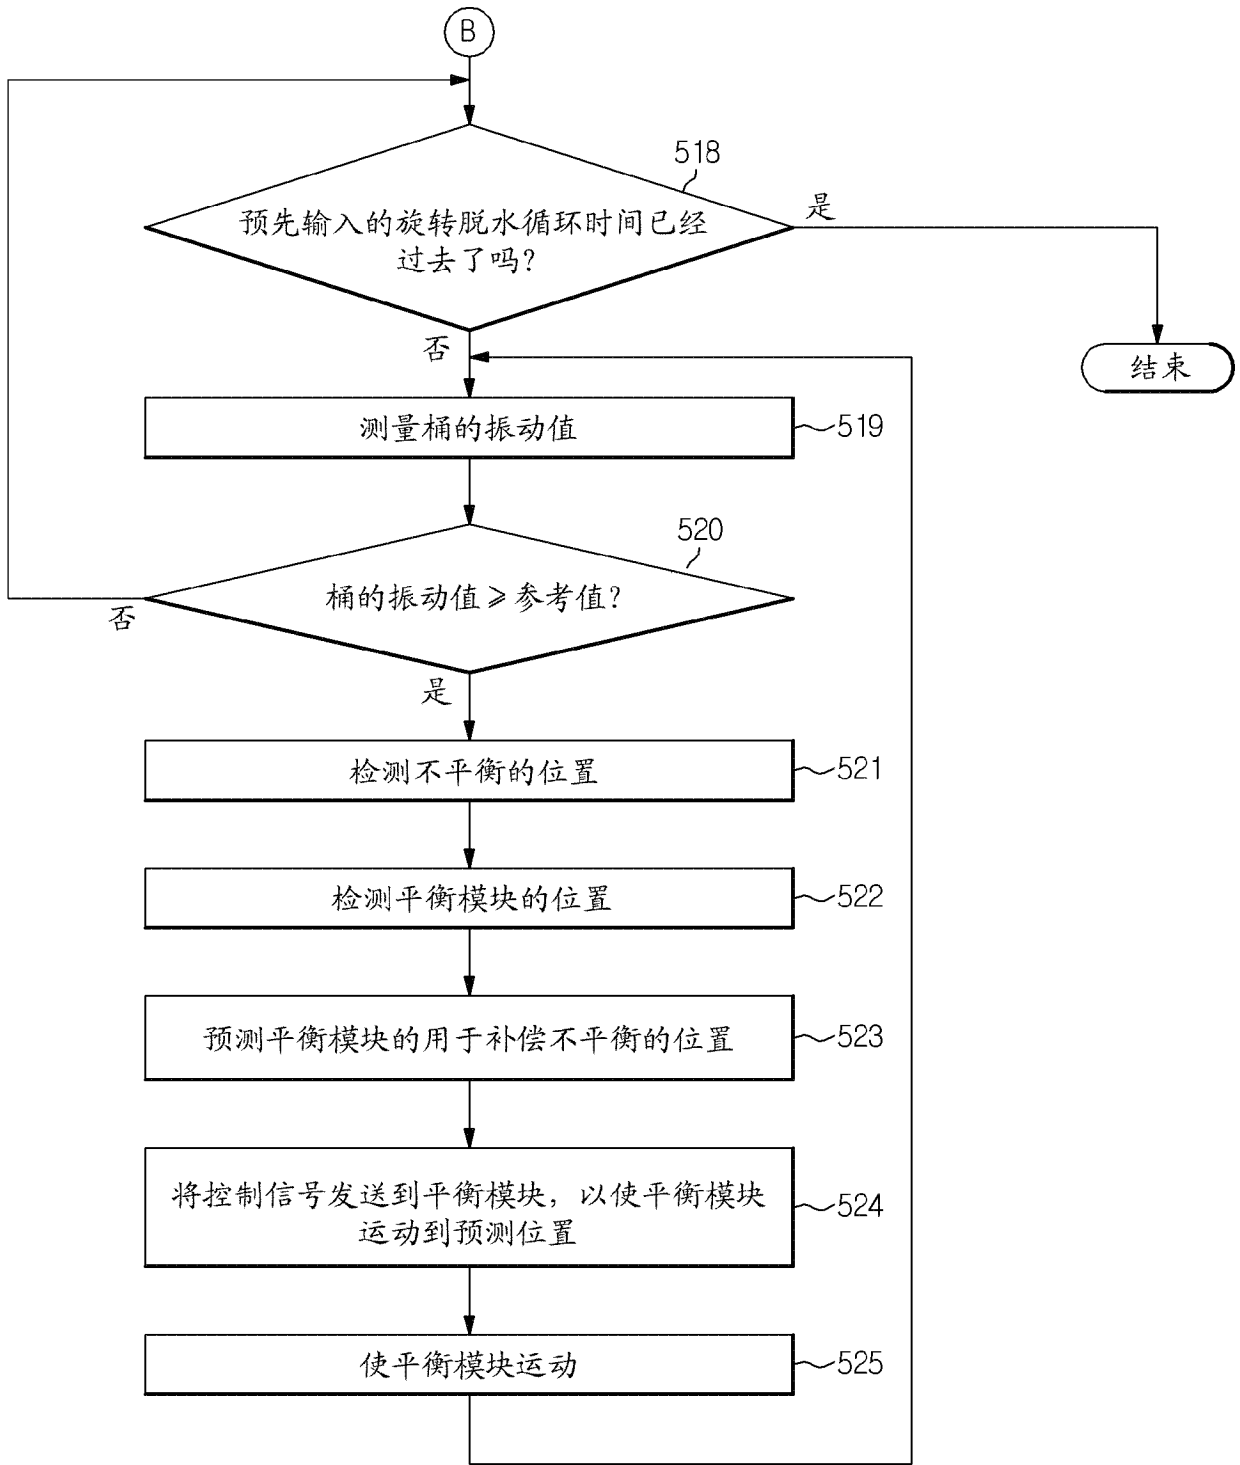 B
518
预先输入的旋转脱水循环时间已经
过去了吗?
是
否
结束
测量桶的振动值
519
520
桶的振动值≥参考值?
否
是
检测不平衡的位置
521
检测平衡模块的位置
522
预测平衡模块的用于补偿不平衡的位置
523
将控制信号发送到平衡模块，以使平衡模块
运动到预测位置
524
使平衡模块运动
525